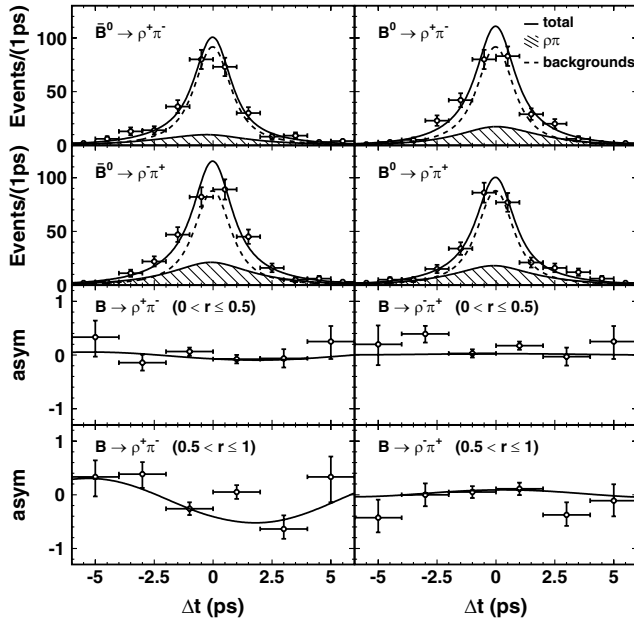 B̄⁰ → ρ⁺π⁻
B⁰ → ρ⁺π⁻
total
ρπ
backgrounds
Events/(1ps)
100
50
0
B̄⁰ → ρ⁻π⁺
B⁰ → ρ⁻π⁺
Events/(1ps)
100
50
0
B → ρ⁺π⁻ (0 < r ≤ 0.5)
B → ρ⁻π⁺ (0 < r ≤ 0.5)
asym
1
0
-1
B → ρ⁺π⁻ (0.5 < r ≤ 1)
B → ρ⁻π⁺ (0.5 < r ≤ 1)
asym
1
0
-1
-5 -2.5 0 2.5 5 -5 -2.5 0 2.5 5
Δt (ps) Δt (ps)